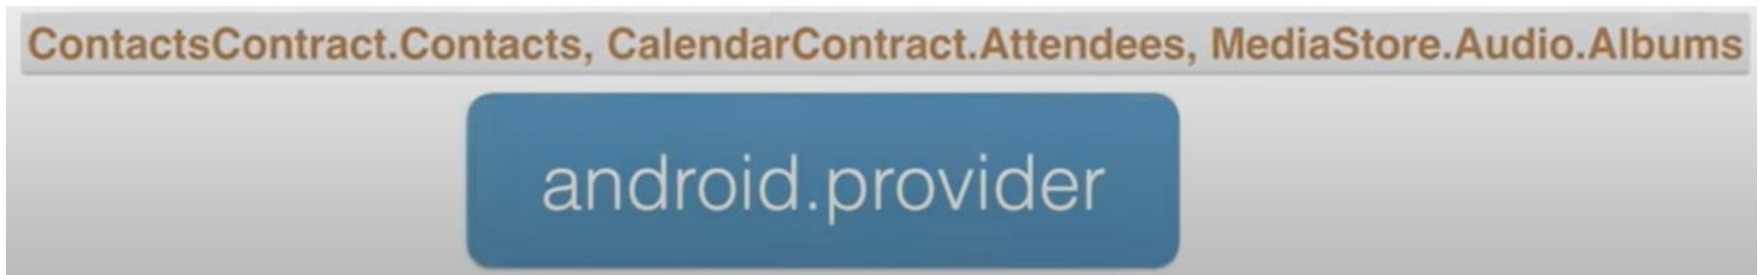 ContactsContract.Contacts, CalendarContract.Attendees, MediaStore.Audio.Albums
android.provider